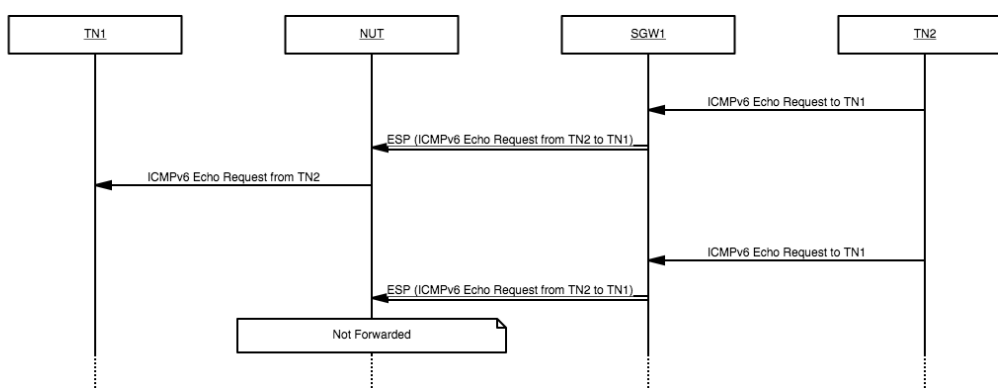 TN1
NUT
SGW1
TN2
ICMPv6 Echo Request to TN1
ESP (ICMPv6 Echo Request from TN2 to TN1)
ICMPv6 Echo Request from TN2
ICMPv6 Echo Request to TN1
ESP (ICMPv6 Echo Request from TN2 to TN1)
Not Forwarded